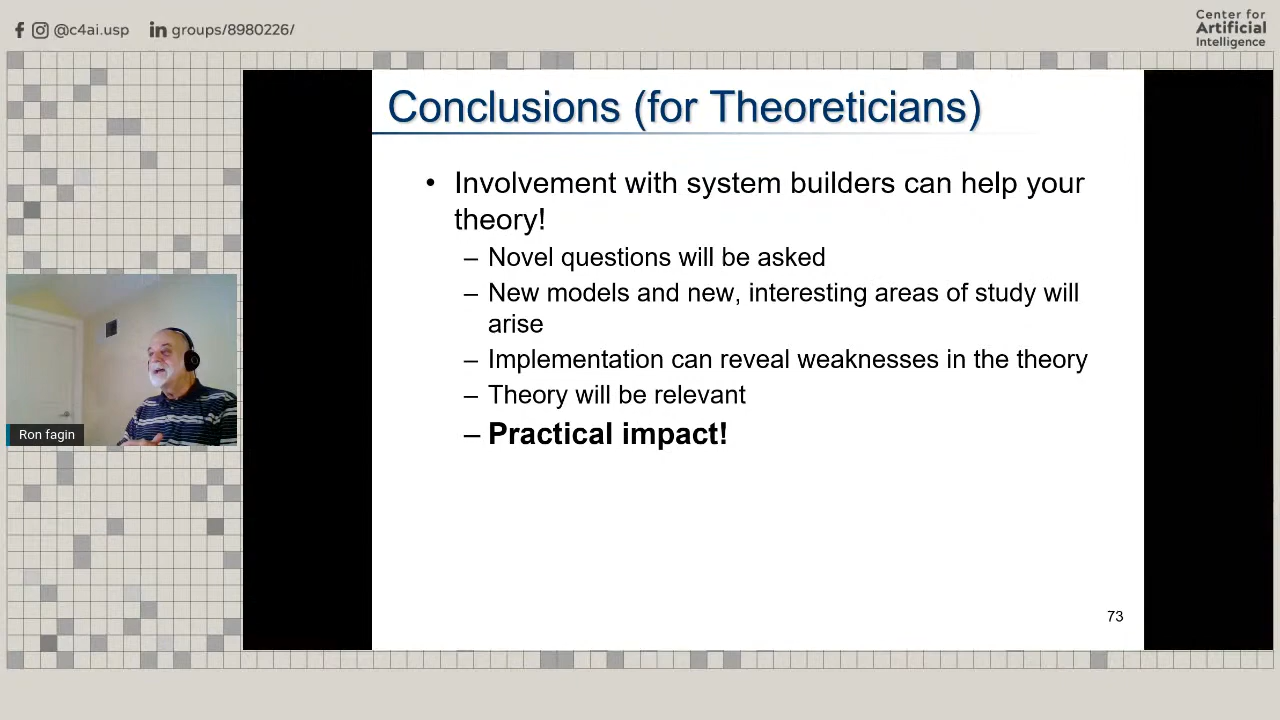 @c4ai.usp in groups/8980226/
Center for
Artificial
Intelligence
Conclusions (for Theoreticians)
• Involvement with system builders can help your
theory!
– Novel questions will be asked
– New models and new, interesting areas of study will
arise
– Implementation can reveal weaknesses in the theory
– Theory will be relevant
– Practical impact!
Ron fagin
73